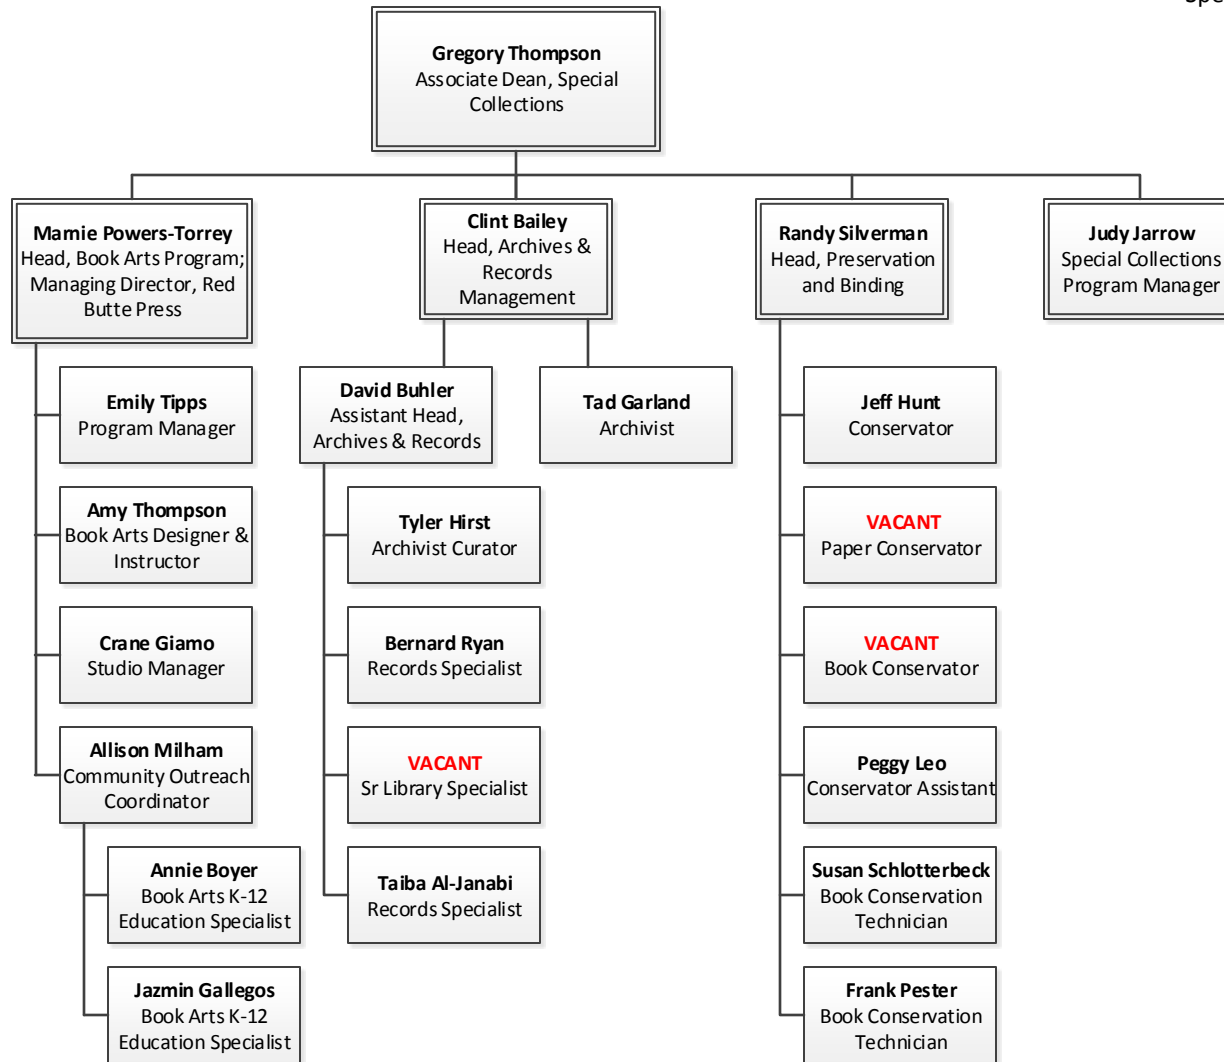 Spe
Gregory Thompson
Associate Dean, Special
Collections
Mamie Powers-Torrey
Head, Book Arts Program;
Managing Director, Red
Butte Press
Clint Bailey
Head, Archives &
Records
Management
Randy Silverman
Head, Preservation
and Binding
Judy Jarrow
Special Collections
Program Manager
Emily Tipps
Program Manager
Amy Thompson
Book Arts Designer &
Instructor
Crane Giamo
Studio Manager
Allison Milham
Community Outreach
Coordinator
Annie Boyer
Book Arts K-12
Education Specialist
Jazmin Gallegos
Book Arts K-12
Education Specialist
David Buhler
Assistant Head,
Archives & Records
Tad Garland
Archivist
Tyler Hirst
Archivist Curator
Bernard Ryan
Records Specialist
VACANT
Sr Library Specialist
Taiba Al-Janabi
Records Specialist
Jeff Hunt
Conservator
VACANT
Paper Conservator
VACANT
Book Conservator
Peggy Leo
Conservator Assistant
Susan Schlotterbeck
Book Conservation
Technician
Frank Pester
Book Conservation
Technician